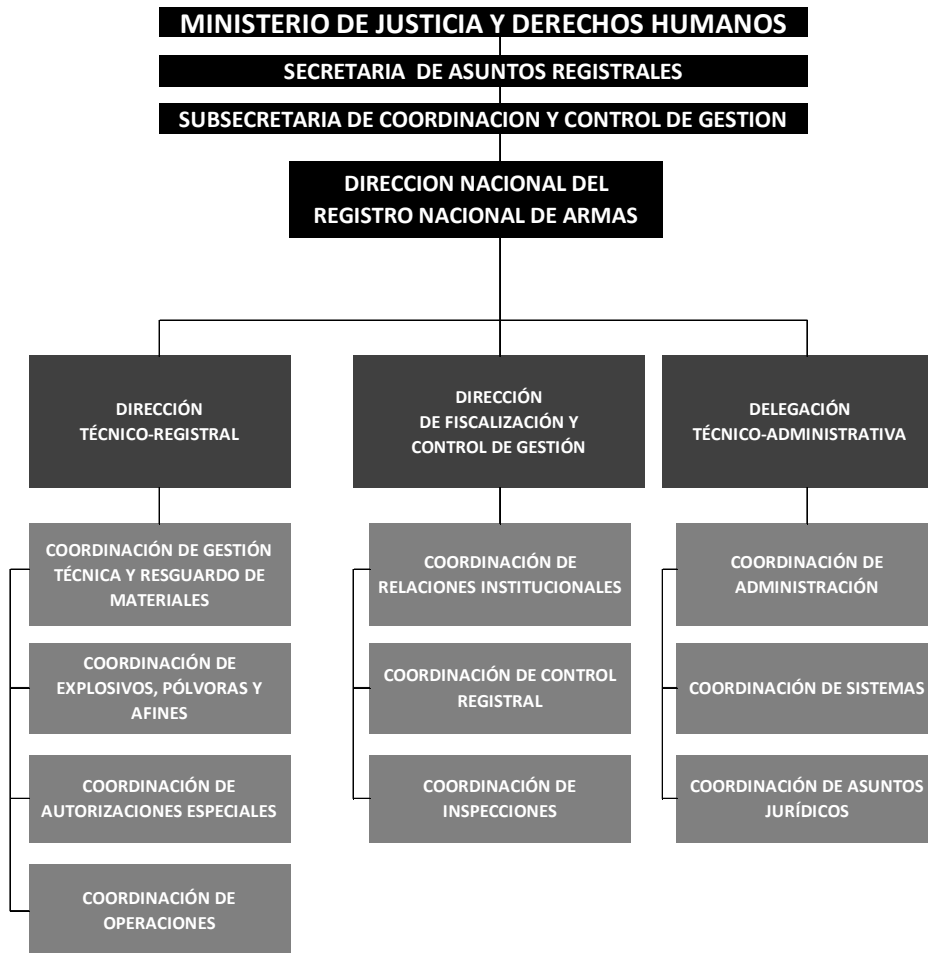 MINISTERIO DE JUSTICIA Y DERECHOS HUMANOS
SECRETARIA DE ASUNTOS REGISTRALES
SUBSECRETARIA DE COORDINACION Y CONTROL DE GESTION
DIRECCION NACIONAL DEL
REGISTRO NACIONAL DE ARMAS
DIRECCIÓN
TÉCNICO-REGISTRAL
DIRECCIÓN
DE FISCALIZACIÓN Y
CONTROL DE GESTIÓN
DELEGACIÓN
TÉCNICO-ADMINISTRATIVA
COORDINACIÓN DE GESTIÓN
TÉCNICA Y RESGUARDO DE
MATERIALES
COORDINACIÓN DE
RELACIONES INSTITUCIONALES
COORDINACIÓN DE
ADMINISTRACIÓN
COORDINACIÓN DE
EXPLOSIVOS, PÓLVORAS Y
AFINES
COORDINACIÓN DE CONTROL
REGISTRAL
COORDINACIÓN DE SISTEMAS
COORDINACIÓN DE
AUTORIZACIONES ESPECIALES
COORDINACIÓN DE
INSPECCIONES
COORDINACIÓN DE ASUNTOS
JURÍDICOS
COORDINACIÓN DE
OPERACIONES